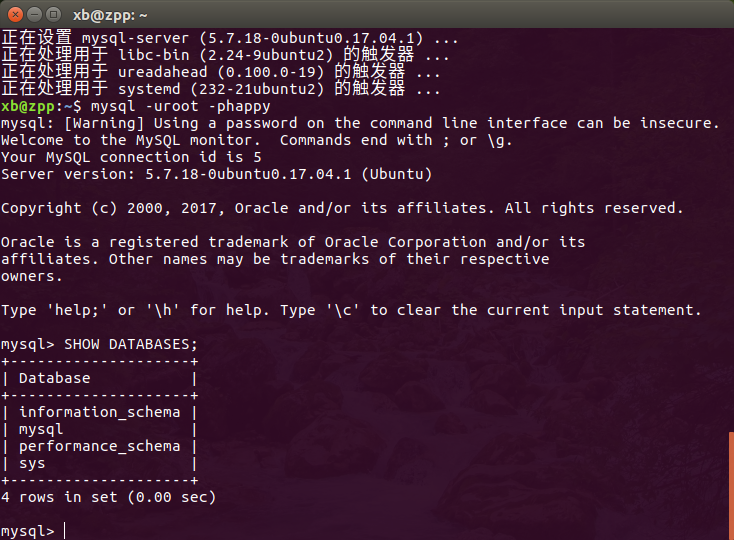 xb@zpp: ~
正在设置 mysql-server (5.7.18-0ubuntu0.17.04.1) ...
正在处理用于 libc-bin (2.24-9ubuntu2) 的触发器 ...
正在处理用于 ureadahead (0.100.0-19) 的触发器 ...
正在处理用于 systemd (232-21ubuntu2) 的触发器 ...
xb@zpp:~$ mysql -uroot -phappy
mysql: [Warning] Using a password on the command line interface can be insecure.
Welcome to the MySQL monitor.  Commands end with ; or \g.
Your MySQL connection id is 5
Server version: 5.7.18-0ubuntu0.17.04.1 (Ubuntu)
Copyright (c) 2000, 2017, Oracle and/or its affiliates. All rights reserved.
Oracle is a registered trademark of Oracle Corporation and/or its
affiliates. Other names may be trademarks of their respective
owners.
Type 'help;' or '\h' for help. Type '\c' to clear the current input statement.
mysql> SHOW DATABASES;
+--------------------+
| Database           |
+--------------------+
| information_schema |
| mysql              |
| performance_schema |
| sys                |
+--------------------+
4 rows in set (0.00 sec)
mysql>